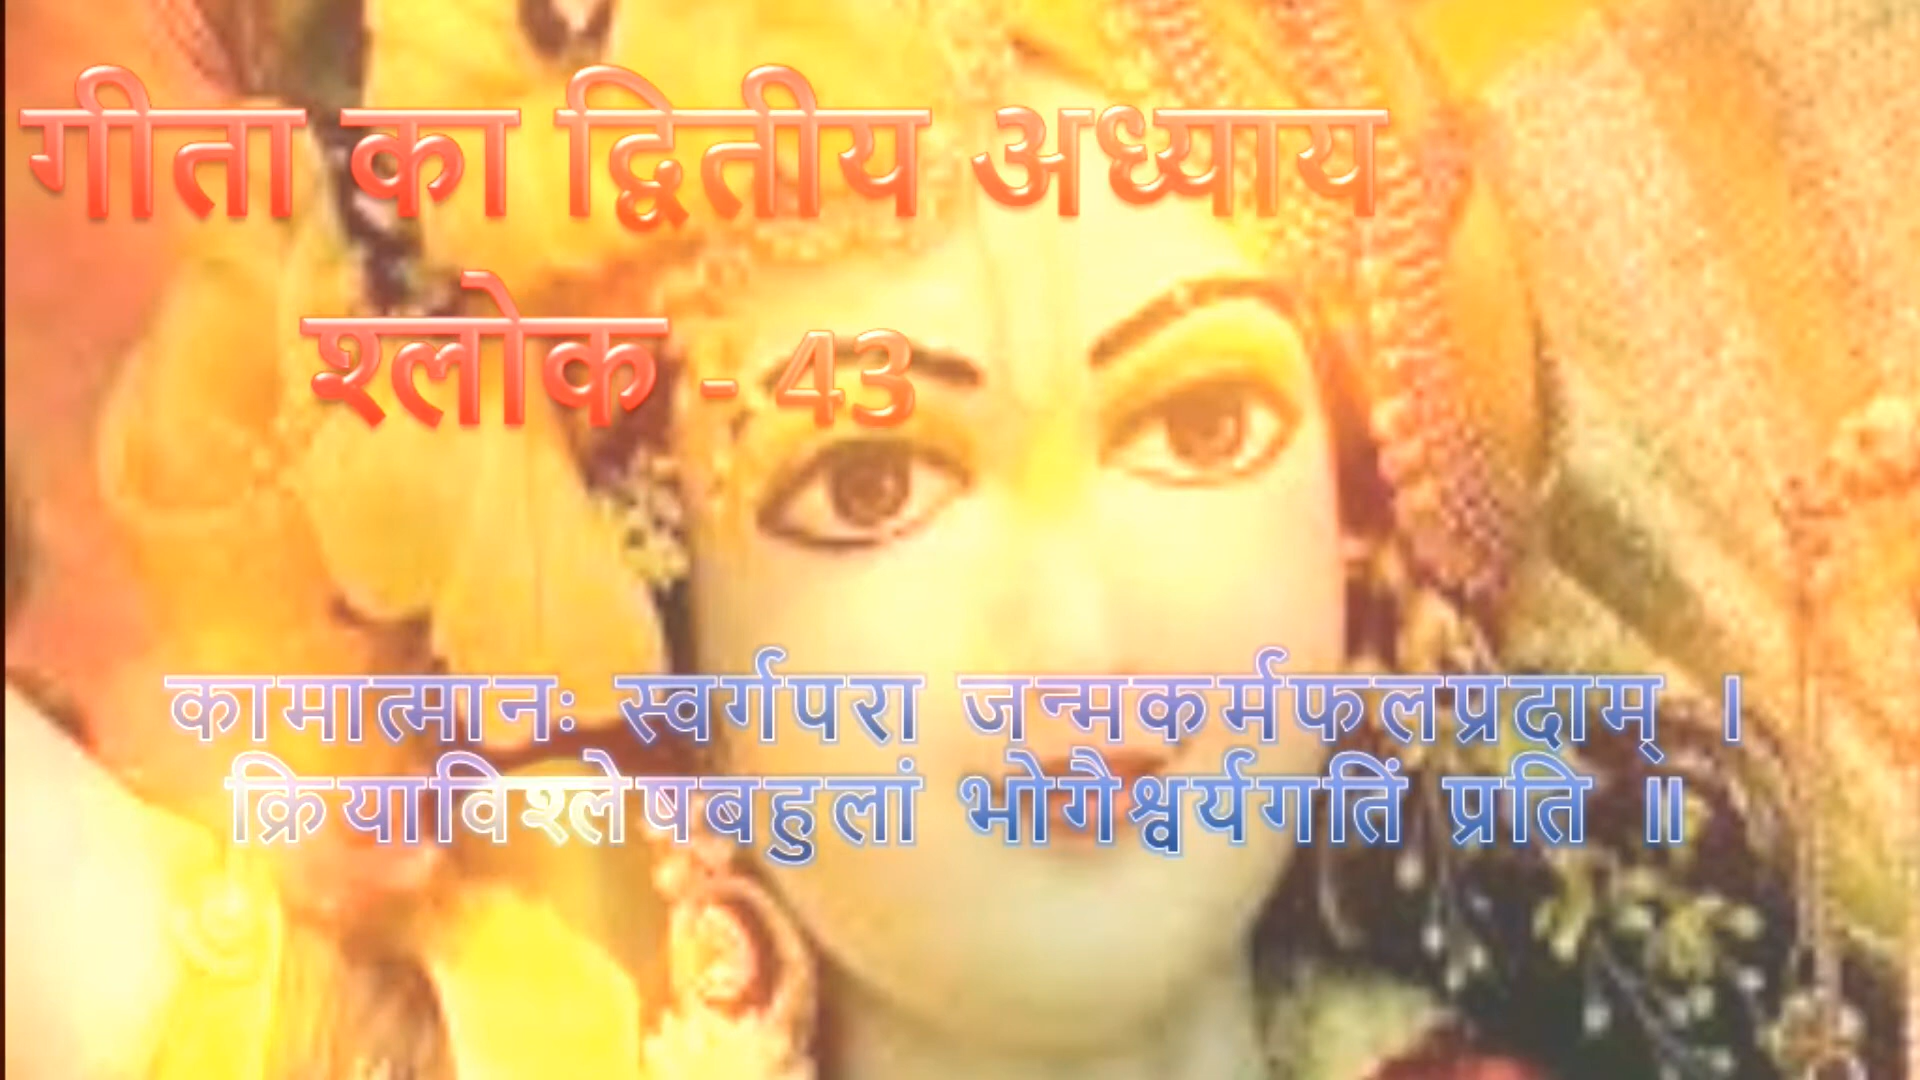 गीता का द्वितीय अध्याय
श्लोक - 43
कामात्मानः स्वर्गपरा जन्मकर्मफलप्रदाम् ।
क्रियाविश्लेषबहुलां भोगैश्वर्यगतिं प्रति ॥